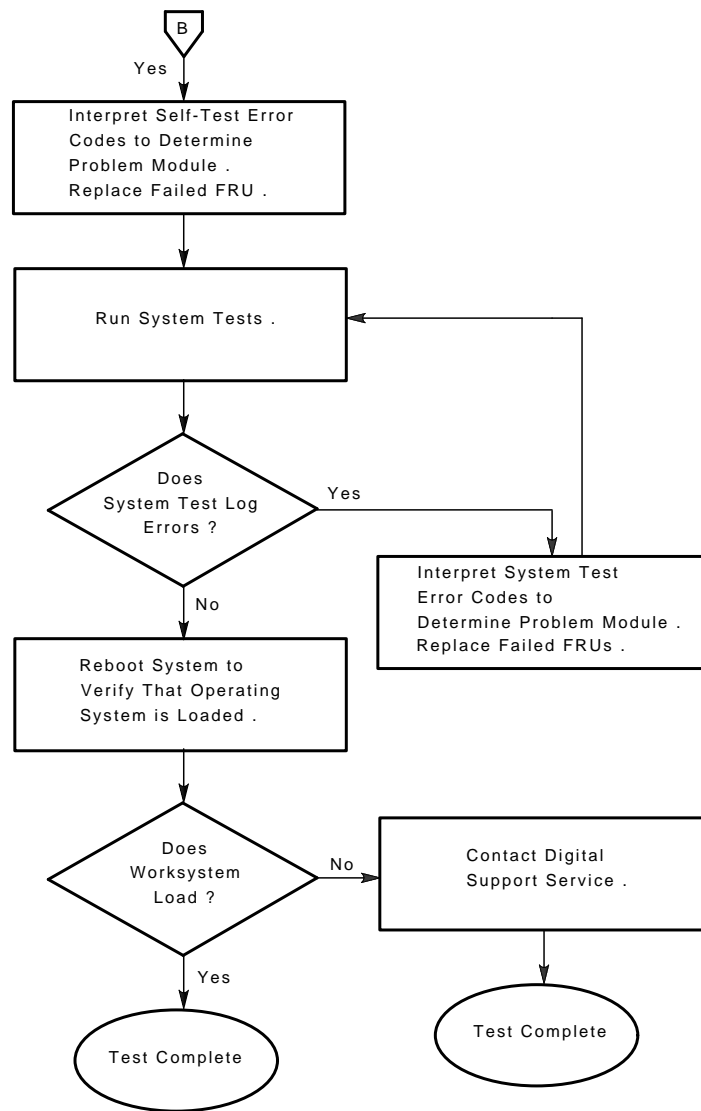 B
Yes
Interpret Self-Test Error
Codes to Determine
Problem Module .
Replace Failed FRU .
Run System Tests .
Does
System Test Log
Errors ?
Yes
No
Interpret System Test
Error Codes to
Determine Problem Module .
Replace Failed FRUs .
Reboot System to
Verify That Operating
System is Loaded .
Does
Worksystem
Load ?
No
Yes
Contact Digital
Support Service .
Test Complete
Test Complete